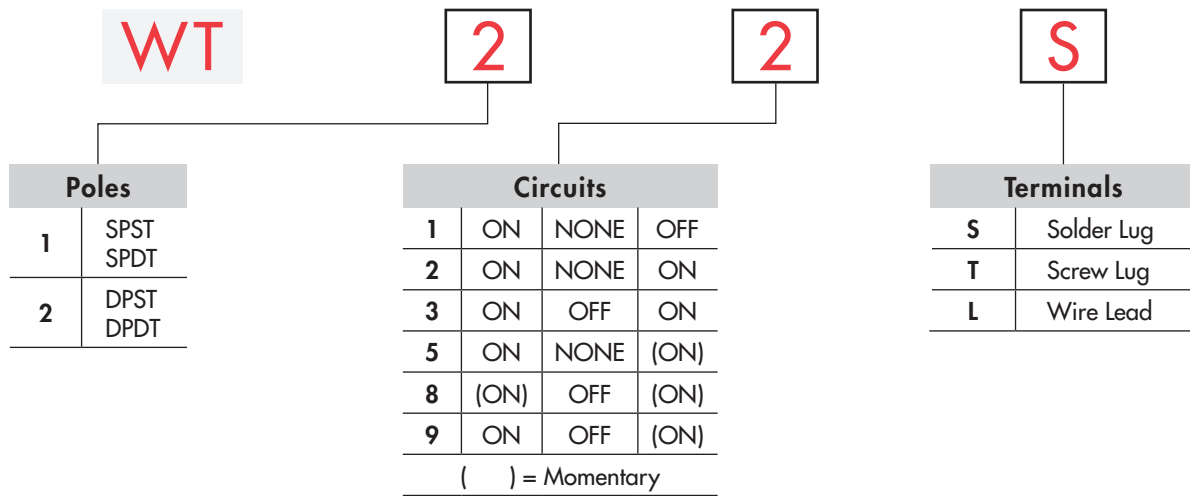 WT 2 2 S
Poles
1 SPST
SPDT
2 DPST
DPDT
Circuits
1 ON NONE OFF
2 ON NONE ON
3 ON OFF ON
5 ON NONE (ON)
8 (ON) OFF (ON)
9 ON OFF (ON)
( ) = Momentary
Terminals
S Solder Lug
T Screw Lug
L Wire Lead